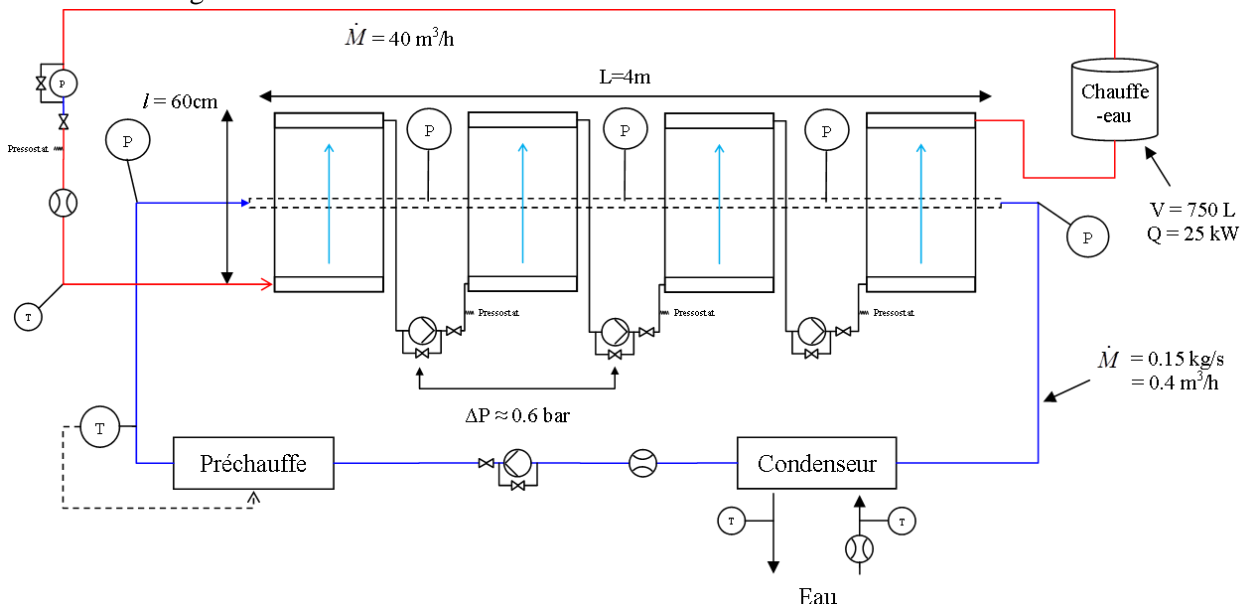 Ṁ = 40 m³/h
L=4m
Chauffe
-eau
l = 60cm
P
P
P
P
P
Pressostat
V = 750 L
Q = 25 kW
P
T
Pressostat
Pressostat
Pressostat
Ṁ = 0.15 kg/s
= 0.4 m³/h
ΔP ≈ 0.6 bar
T
Préchauffe
Condenseur
T
T
Eau